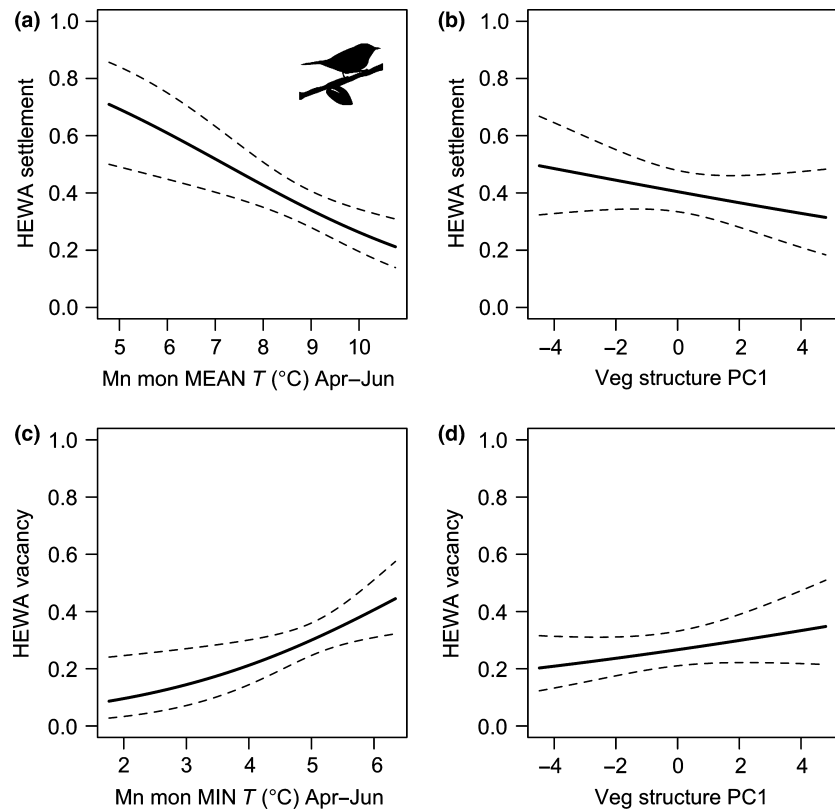 (a)
1.0
0.8
0.6
0.4
0.2
0.0
HEWA settlement
5 6 7 8 9 10
Mn mon MEAN T (°C) Apr–Jun
(b)
1.0
0.8
0.6
0.4
0.2
0.0
HEWA settlement
−4 −2 0 2 4
Veg structure PC1
(c)
1.0
0.8
0.6
0.4
0.2
0.0
HEWA vacancy
2 3 4 5 6
Mn mon MIN T (°C) Apr–Jun
(d)
1.0
0.8
0.6
0.4
0.2
0.0
HEWA vacancy
−4 −2 0 2 4
Veg structure PC1